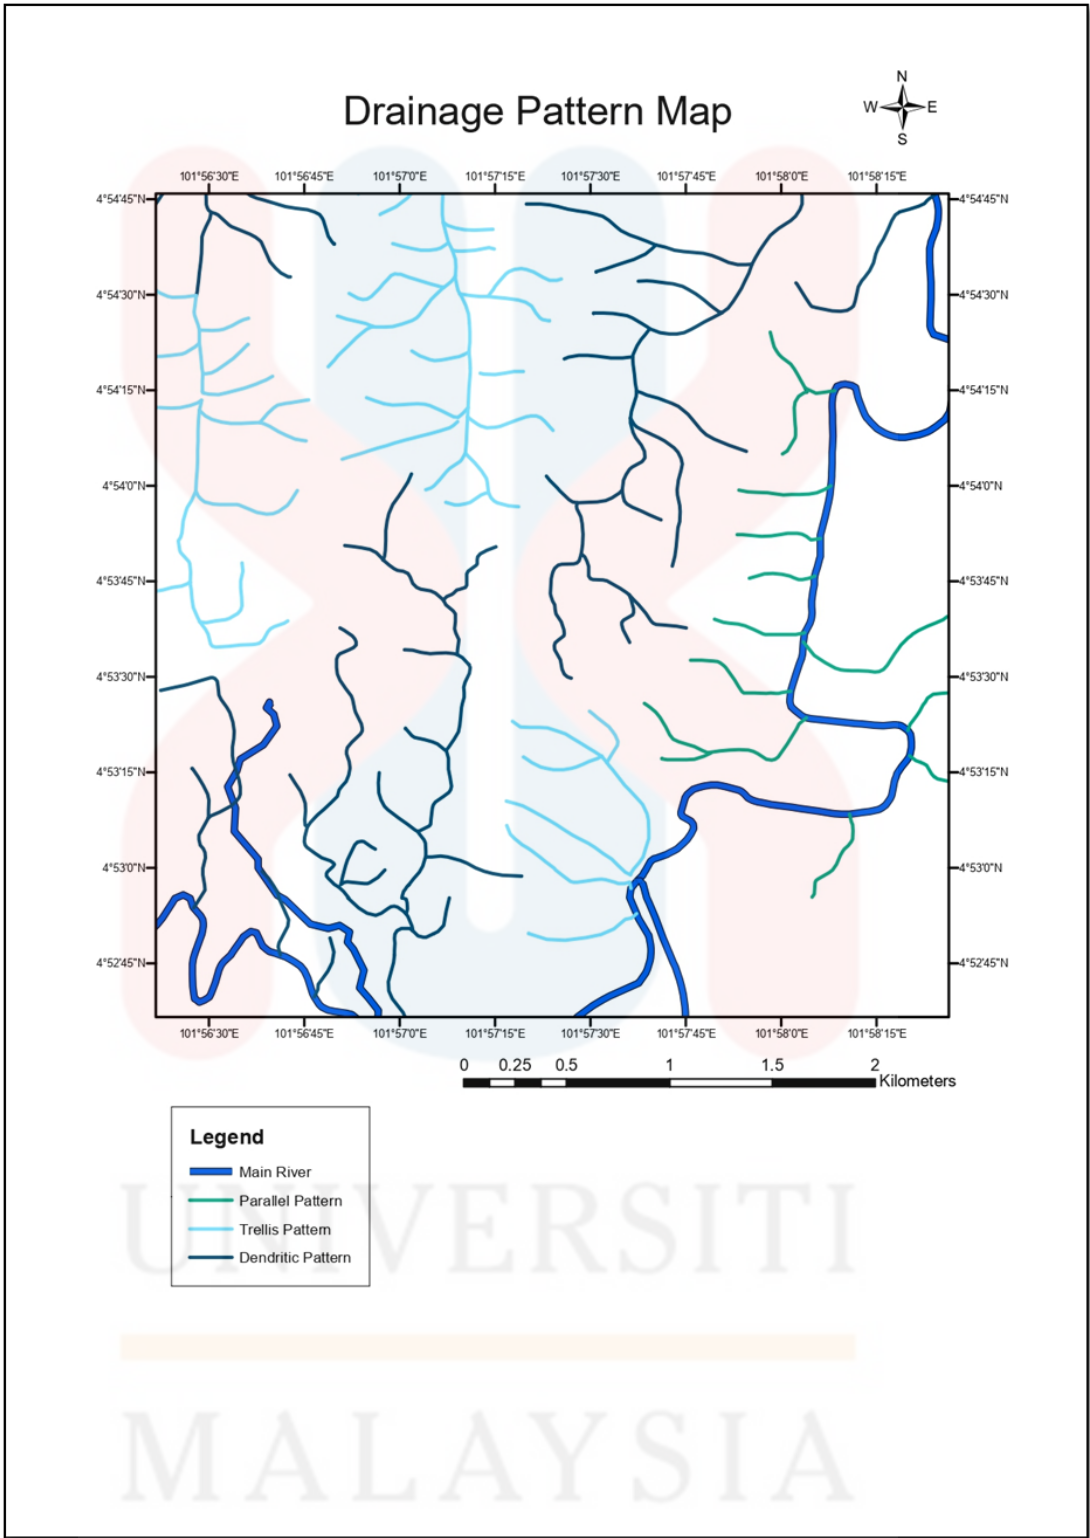 N
W E
S
Drainage Pattern Map
101°56'30"E 101°56'45"E 101°57'0"E 101°57'15"E 101°57'30"E 101°57'45"E 101°58'0"E 101°58'15"E
4°54'45"N 4°54'45"N
4°54'30"N 4°54'30"N
4°54'15"N 4°54'15"N
4°54'0"N 4°54'0"N
4°53'45"N 4°53'45"N
4°53'30"N 4°53'30"N
4°53'15"N 4°53'15"N
4°53'0"N 4°53'0"N
4°52'45"N 4°52'45"N
101°56'30"E 101°56'45"E 101°57'0"E 101°57'15"E 101°57'30"E 101°57'45"E 101°58'0"E 101°58'15"E
0 0.25 0.5 1 1.5 2
Kilometers
Legend
Main River
Parallel Pattern
Trellis Pattern
Dendritic Pattern
UNIVERSITI
MALAYSIA